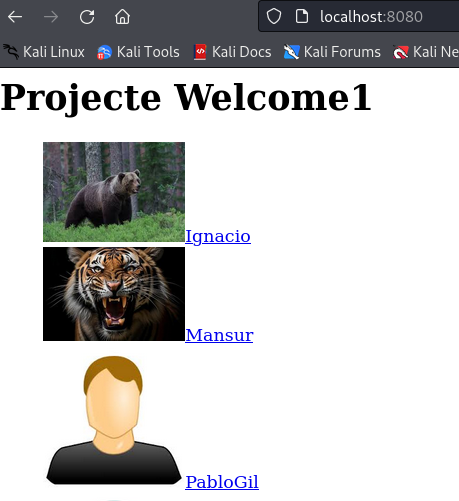 localhost:8080
Kali Linux Kali Tools Kali Docs Kali Forums Kali Ne
Projecte Welcome1
Ignacio
Mansur
PabloGil